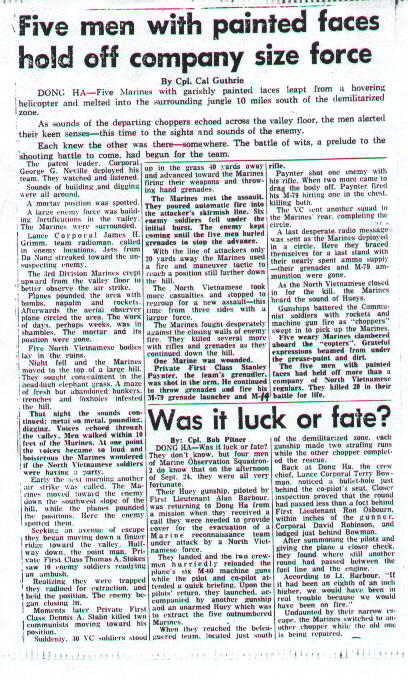 Five men with painted faces
hold off company size force
By Cpl. Cal Guthrie
DONG HA—Five Marines with garishly painted faces leapt from a hovering
helicopter and melted into the surrounding jungle 10 miles south of the demilitarized
zone.
As sounds of the departing choppers echoed across the valley, the men alerted
their keen senses—this time to the sights and sounds of the enemy.
Each knew the others was there—somewhere. The battle of wits, a prelude to the
shooting battle to come, had begun for the team.
The patrol leader, Corporal
George G. Neville deployed his
team. They watched and listened.
Sounds of building and digging
were all around.
A mortar position was spotted.
A large enemy force was build-
ing fortifications in the valley.
The Marines were surrounded.
Lance Corporal James H.
Grimm, team radioman, called
in enemy locations. Jets from
Da Nang streaked toward the un-
suspecting enemy.
The 3rd Division Marines crept
upward from the valley floor to
better observe the air strike.
Planes pounded the area with
bombs, napalm and rockets.
Afterwards the aerial observer
plane circled the area. The work
of days, perhaps weeks, was in
shambles. The mortar and its
position were gone.
Five North Vietnamese bodies
lay in the ruins.
Night fell and the Marines
moved to the top of a large hill.
They sought concealment in the
head-high elephant grass. A maze
of fresh but abandoned bunkers,
trenches and foxholes infested
the hill.
That night the sounds con-
tinued: metal on metal, pounding,
digging. Voices echoed through
the valley. Men walked within 10
feet of the Marines. At one point
the voices became so loud and
boisterous the Marines wondered
if the North Vietnamese soldiers
were having a party.
Early the next morning another
air strike was called. The Ma-
rines moved toward the enemy
down the southwest slope of the
hill, while the planes pounded
the positions. Here the enemy
spotted them.
Seeking an avenue of escape
they began moving down a finger
ridge toward the valley. Half-
way down, the point man, Pri-
vate First Class Thomas A. Stokes
saw 10 enemy soldiers readying
an ambush.
Realizing they were trapped
they radioed for extraction, and
held the position. The enemy be-
gan closing in.
Moments later Private First
Class Dennis A. Stahn killed two
communists moving toward his
position.
Suddenly, 30 VC soldiers stood
up in the grass 40 yards away
and advanced toward the Marines
firing their weapons and throw-
ing hand grenades.
The Marines met the assault.
They poured automatic fire into
the attacker's skirmish line. Six
enemy soldiers fell under the
initial burst. The enemy kept
coming until the five men hurled
grenades to stop the advance.
With the line of attackers only
20 yards away the Marines used
a fire and maneuver tactic to
reach a position still farther down
the hill.
The North Vietnamese took
more casualties and stopped to
regroup for a new assault—this
time from three sides with a
larger force.
The Marines fought desperately
against the closing walls of enemy
fire. They killed several more
with rifles and grenades as they
continued down the hill.
One Marine was wounded.
Private First Class Stanley
Paynter, the team's grenadier,
was shot in the arm. He continued
to throw grenades and fire his
M-79 grenade launcher and M-14
rifle.
Paynter shot one enemy with
his rifle. When two more came to
drag the body off, Paynter fired
his M-79 hitting one in the chest,
killing both.
The VC sent another squad to
the Marines' rear, completing the
circle.
A last desperate radio message
was sent as the Marines deployed
in a circle. Here they braced
themselves for a last stand with
their nearly spent ammo supply
—their grenades and M-79 am-
munition were gone.
As the North Vietnamese closed
in for the kill, the Marines
heard the sound of Hueys.
Gunships battered the Commu-
nist soldiers with rockets and
machine gun fire as "choppers"
swept in to pick up the Marines.
Five weary Marines clambered
aboard the "copters". Grateful
expressions beamed from under
the grease-paint and dirt.
The five men with painted
faces had held off more than a
company of North Vietnamese
regulars. They killed 20 in their
battle for life.
Was it luck or fate?
By: Cpl. Bob Pitner
DONG HA—Was it luck or fate?
They don't know, but four men
of Marine Observation Squadron-
2 do know that on the afternoon
of Sept. 24, they were all very
fortunate.
Their Huey gunship, piloted by
First Lieutenant Alan Barbour,
was returning to Dong Ha from
a mission when they received a
call they were needed to provide
cover for the evacuation of a
Marine reconnaissance team
under attack by a North Viet-
namese force.
They landed and the two crew-
men hurriedly reloaded the
plane's six M-60 machine guns
while the pilot and co-pilot at-
tended a quick briefing. Upon the
pilots' return, they launched, ac-
companied by another gunship
and an unarmed Huey which was
to extract the five outnumbered
Marines.
When they reached the belea-
guered team, located just south
of the demilitarized zone, each
gunship made two strafing runs
while the other chopper complet-
ed the rescue.
Back at Dong Ha, the crew
chief, Lance Corporal Terry Bow-
man, noticed a bullet-hole just
behind the co-pilot's seat. Closer
inspection proved that the round
had passed less than a foot behind
First Lieutenant Ron Osbourn,
within inches of the gunner,
Corporal David Robinson, and
lodged just behind Bowman.
After summoning the pilots and
giving the plane a closer check,
they found where still another
round had passed between the
fuel line and the engine.
According to Lt. Barbour, "If
it had been an eighth of an inch
higher, we would have been in
real trouble because we would
have been on fire."
Undaunted by their narrow es-
cape, the Marines switched to an-
other chopper while the old one
is being repaired.